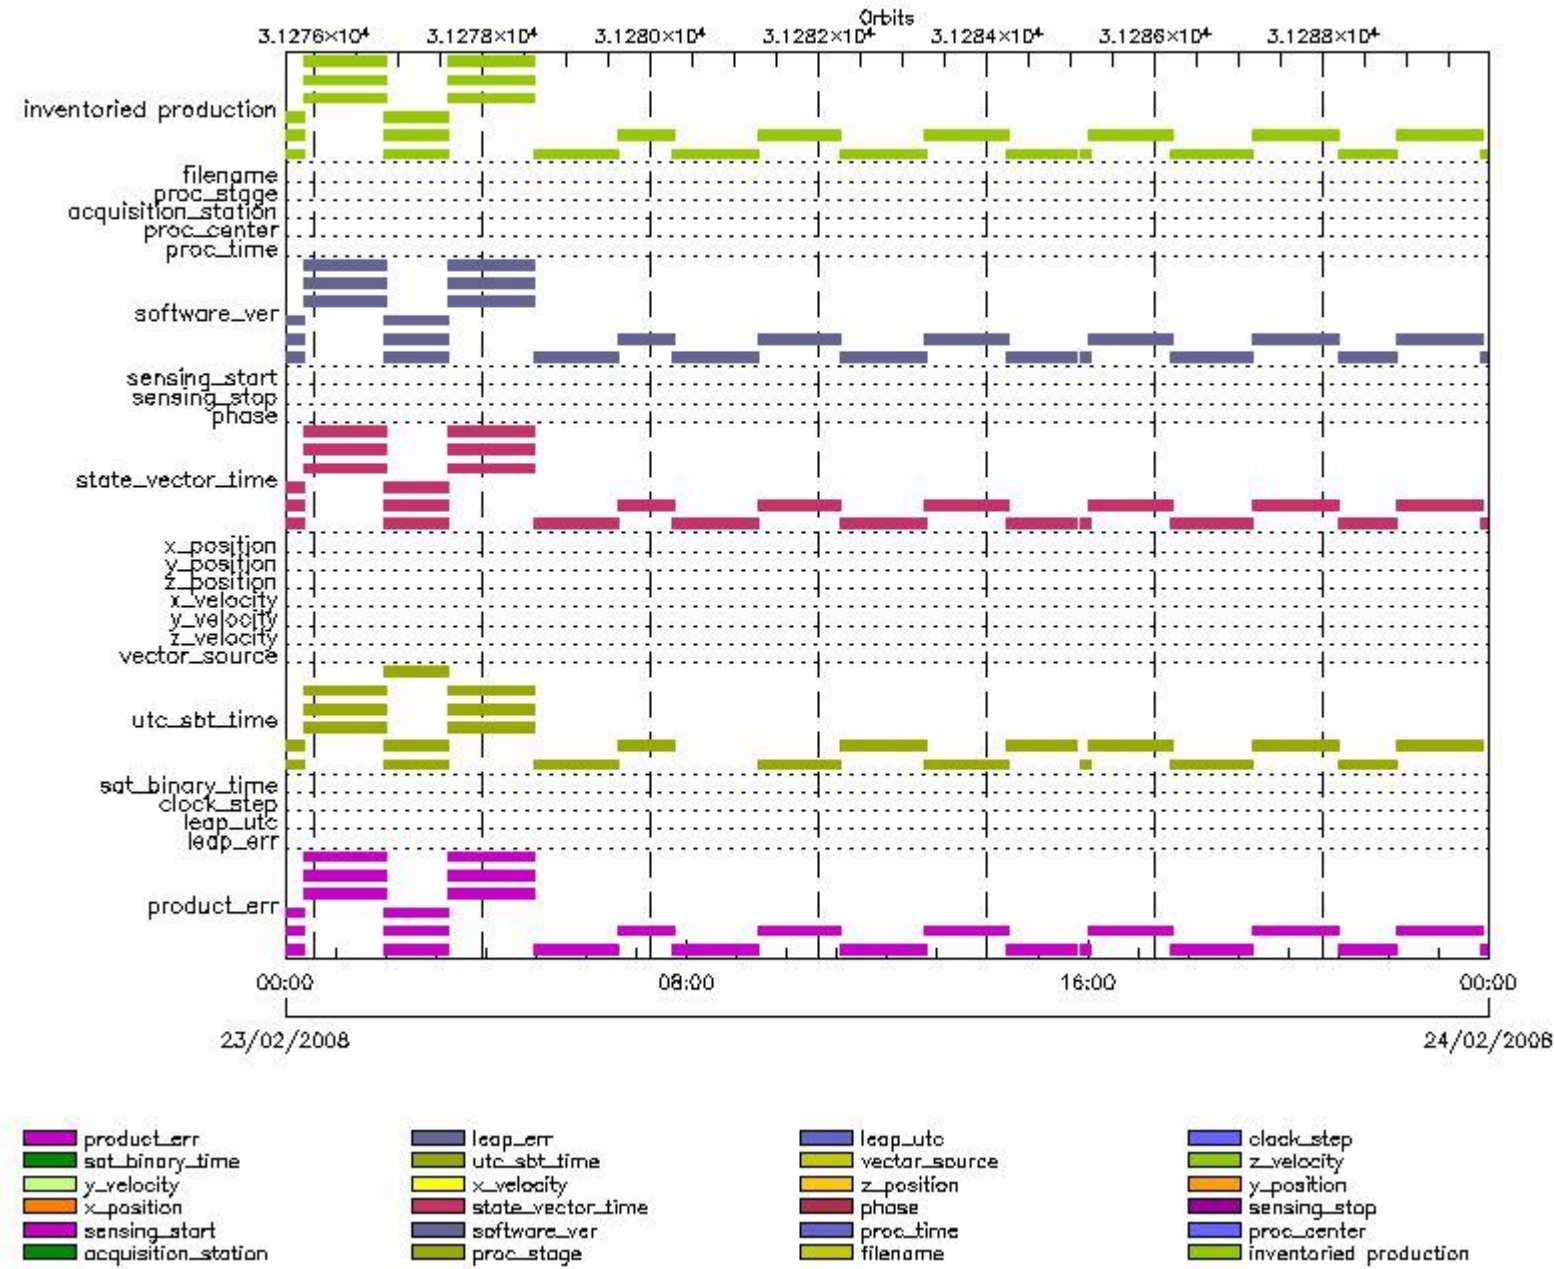 Orbits
3.1276×10⁴ 3.1278×10⁴ 3.1280×10⁴ 3.1282×10⁴ 3.1284×10⁴ 3.1286×10⁴ 3.1288×10⁴
inventoried production
filename
proc_stage
acquisition_station
proc_center
proc_time
software_ver
sensing_start
sensing_stop
phase
state_vector_time
x_position
y_position
z_position
x_velocity
y_velocity
z_velocity
vector_source
utc_sbt_time
sat_binary_time
clock_step
leap_utc
leap_err
product_err
00:00 08:00 16:00 00:00
23/02/2008 24/02/2008
product_err leap_err leap_utc clock_step
sat_binary_time utc_sbt_time vector_source z_velocity
y_velocity x_velocity z_position y_position
x_position state_vector_time phase sensing_stop
sensing_start software_ver proc_time proc_center
acquisition_station proc_stage filename inventoried production